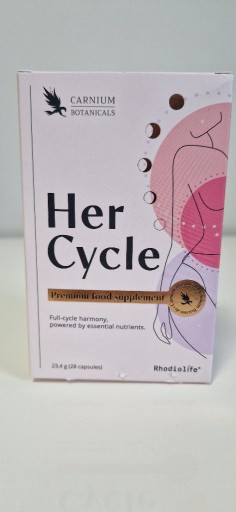 CARNIUM
BOTANICALS
Her
Cycle
Premium food supplement
Full-cycle harmony,
powered by essential nutrients.
23,4 g (28 capsules)
Rhodiolife®